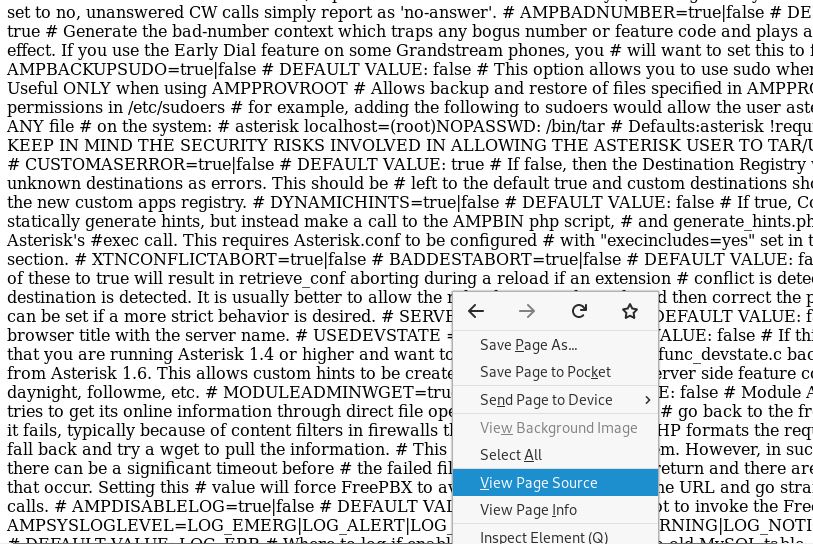 set to no, unanswered CW calls simply report as 'no-answer'. # AMPBADNUMBER=true|false # DE
true # Generate the bad-number context which traps any bogus number or feature code and plays a
effect. If you use the Early Dial feature on some Grandstream phones, you # will want to set this to f
AMPBACKUPSUDO=true|false # DEFAULT VALUE: false # This option allows you to use sudo when
Useful ONLY when using AMPPROVROOT # Allows backup and restore of files specified in AMPPRO
permissions in /etc/sudoers # for example, adding the following to sudoers would allow the user aste
ANY file # on the system: # asterisk localhost=(root)NOPASSWD: /bin/tar # Defaults:asterisk !requi
KEEP IN MIND THE SECURITY RISKS INVOLVED IN ALLOWING THE ASTERISK USER TO TAR/U
# CUSTOMASERROR=true|false # DEFAULT VALUE: true # If false, then the Destination Registry w
unknown destinations as errors. This should be # left to the default true and custom destinations sho
the new custom apps registry. # DYNAMICHINTS=true|false # DEFAULT VALUE: false # If true, Co
statically generate hints, but instead make a call to the AMPBIN php script, # and generate_hints.ph
Asterisk's #exec call. This requires Asterisk.conf to be configured # with "execincludes=yes" set in t
section. # XTNCONFLICTABORT=true|false # BADDESTABORT=true|false # DEFAULT VALUE: fa
of these to true will result in retrieve_conf aborting during a reload if an extension # conflict is dete
destination is detected. It is usually better to allow the r d then correct the p
can be set if a more strict behavior is desired. # SERVE DEFAULT VALUE: f
browser title with the server name. # USEDEVSTATE = VALUE: false # If thi
that you are running Asterisk 1.4 or higher and want to func_devstate.c bac
from Asterisk 1.6. This allows custom hints to be create erver side feature co
daynight, followme, etc. # MODULEADMINWGET=tru E: false # Module A
tries to get its online information through direct file ope # go back to the fr
it fails, typically because of content filters in firewalls th HP formats the requ
fall back and try a wget to pull the information. # This em. However, in suc
there can be a significant timeout before # the failed fil return and there are
that occur. Setting this # value will force FreePBX to av he URL and go stra
calls. # AMPDISABLELOG=true|false # DEFAULT VAL ot to invoke the Free
AMPSYSLOGLEVEL=LOG_EMERG|LOG_ALERT|LOG_ RNING|LOG_NOTI
Save Page As...
Save Page to Pocket
Send Page to Device
View Background Image
Select All
View Page Source
View Page Info
Inspect Element (Q)